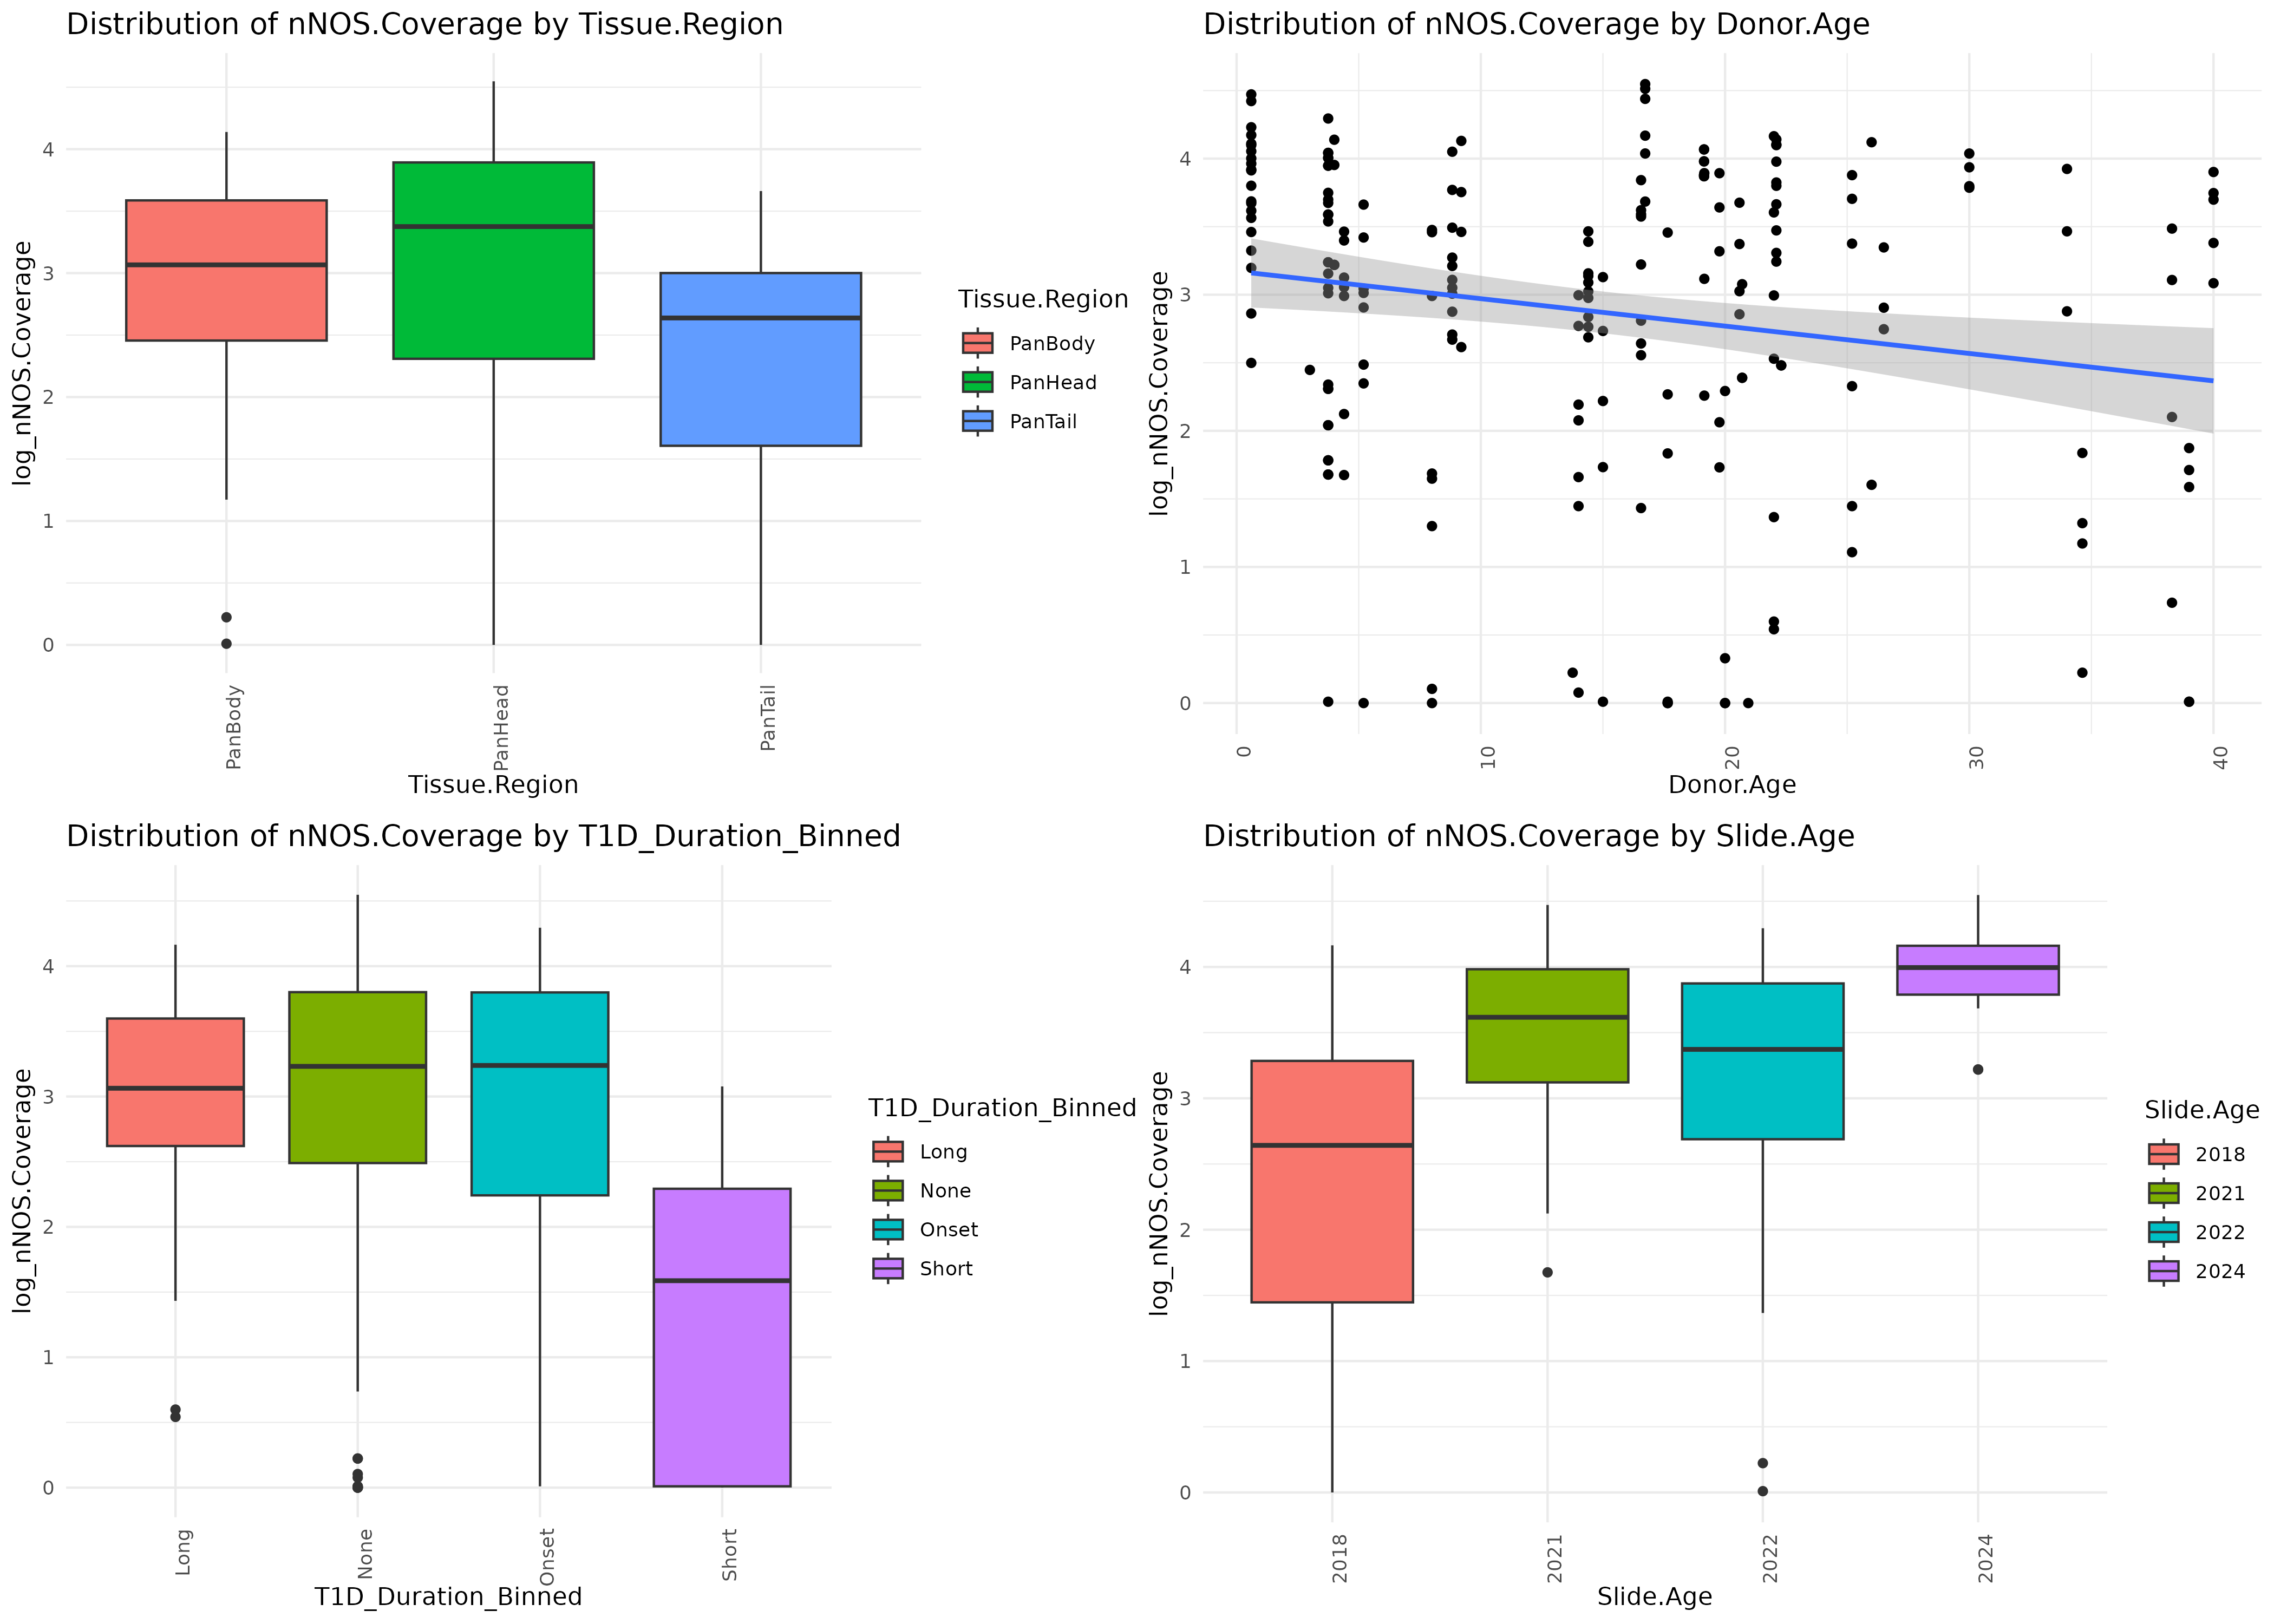 Distribution of nNOS.Coverage by Tissue.Region
log_nNOS.Coverage
4
3
2
1
0
PanBody
PanHead
PanTail
Tissue.Region
Tissue.Region
PanBody
PanHead
PanTail
Distribution of nNOS.Coverage by Donor.Age
log_nNOS.Coverage
4
3
2
1
0
0
10
20
30
40
Donor.Age
Distribution of nNOS.Coverage by T1D_Duration_Binned
log_nNOS.Coverage
4
3
2
1
0
Long
None
Onset
Short
T1D_Duration_Binned
T1D_Duration_Binned
Long
None
Onset
Short
Distribution of nNOS.Coverage by Slide.Age
log_nNOS.Coverage
4
3
2
1
0
2018
2021
2022
2024
Slide.Age
Slide.Age
2018
2021
2022
2024